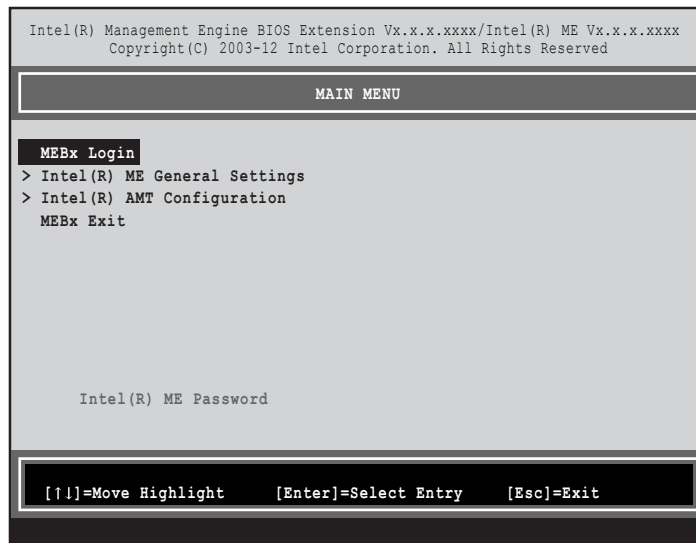 Intel(R) Management Engine BIOS Extension Vx.x.x.xxxx/Intel(R) ME Vx.x.x.xxxx
Copyright(C) 2003-12 Intel Corporation. All Rights Reserved
MAIN MENU
MEBx Login
> Intel(R) ME General Settings
> Intel(R) AMT Configuration
MEBx Exit
Intel(R) ME Password
[↑↓]=Move Highlight [Enter]=Select Entry [Esc]=Exit